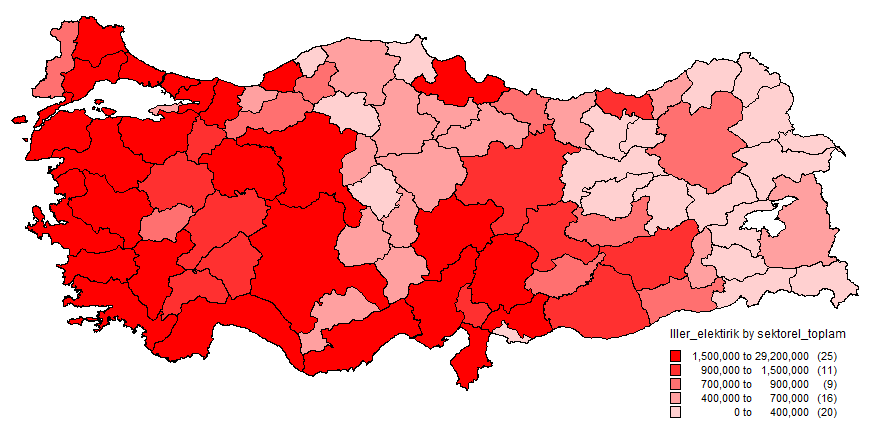 Iller_elektirik by sektorel_toplam
1,500,000 to 29,200,000 (25)
900,000 to 1,500,000 (11)
700,000 to 900,000 (9)
400,000 to 700,000 (16)
0 to 400,000 (20)